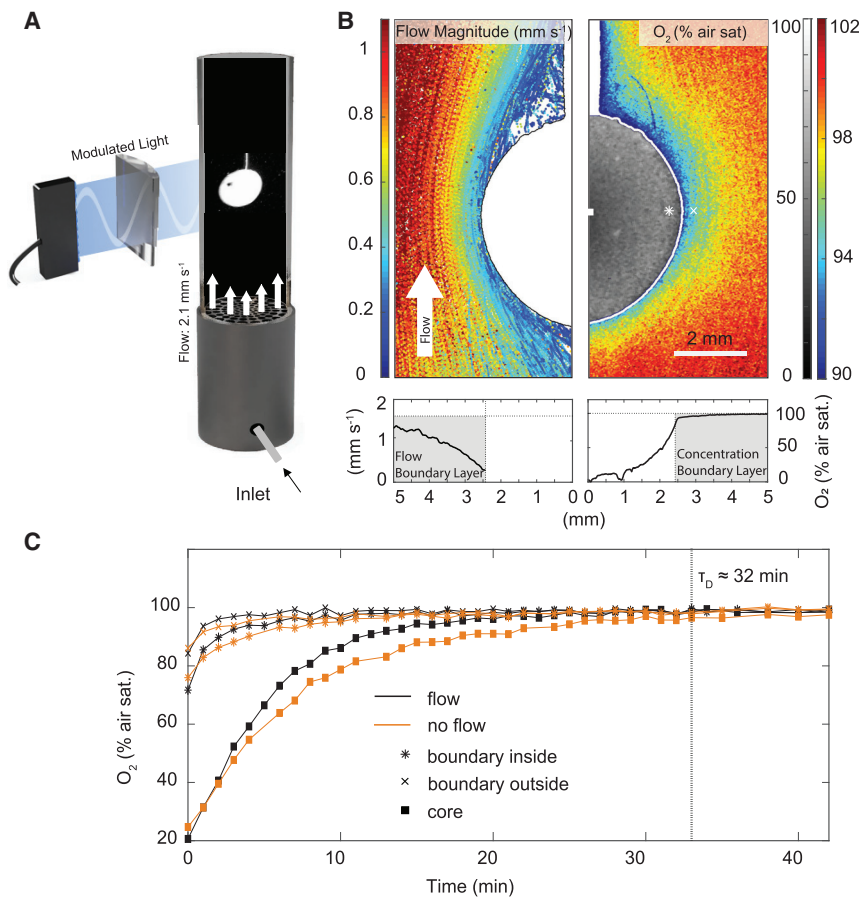 A
Modulated Light
Flow: 2.1 mm s⁻¹
Inlet
B
Flow Magnitude (mm s⁻¹)
O₂ (% air sat)
1
0.8
0.6
0.4
0.2
0
Flow
2 mm
100
50
0
102
98
96
94
90
2
1
0
(mm s⁻¹)
Flow
Boundary Layer
5 4 3 2 1 0
Concentration
Boundary Layer
0 1 2 3 4 5
100
50
0
O₂ (% air sat.)
(mm)
C
O₂ (% air sat.)
100
80
60
40
20
τD ≈ 32 min
flow
no flow
boundary inside
boundary outside
core
0 10 20 30 40
Time (min)